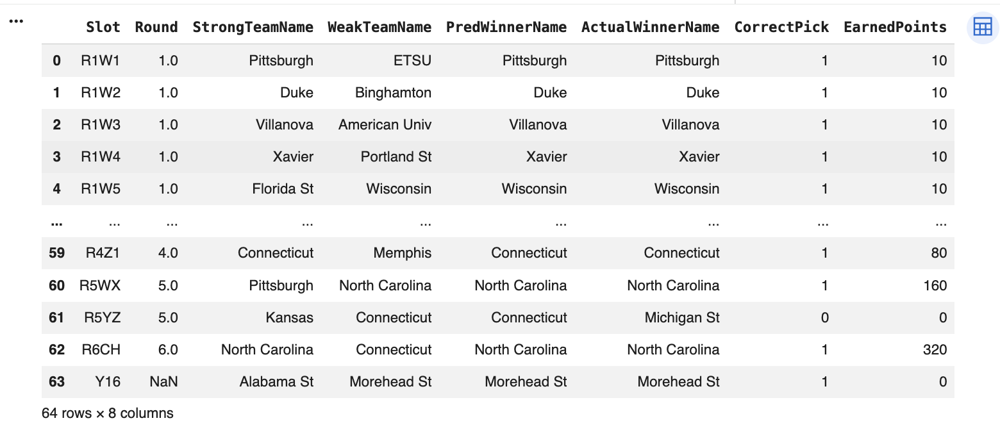 ...
Slot Round StrongTeamName WeakTeamName PredWinnerName ActualWinnerName CorrectPick EarnedPoints
0 R1W1 1.0 Pittsburgh ETSU Pittsburgh Pittsburgh 1 10
1 R1W2 1.0 Duke Binghamton Duke Duke 1 10
2 R1W3 1.0 Villanova American Univ Villanova Villanova 1 10
3 R1W4 1.0 Xavier Portland St Xavier Xavier 1 10
4 R1W5 1.0 Florida St Wisconsin Wisconsin Wisconsin 1 10
... ... ... ... ... ... ... ... ...
59 R4Z1 4.0 Connecticut Memphis Connecticut Connecticut 1 80
60 R5WX 5.0 Pittsburgh North Carolina North Carolina North Carolina 1 160
61 R5YZ 5.0 Kansas Connecticut Connecticut Michigan St 0 0
62 R6CH 6.0 North Carolina Connecticut North Carolina North Carolina 1 320
63 Y16 NaN Alabama St Morehead St Morehead St Morehead St 1 0
64 rows × 8 columns